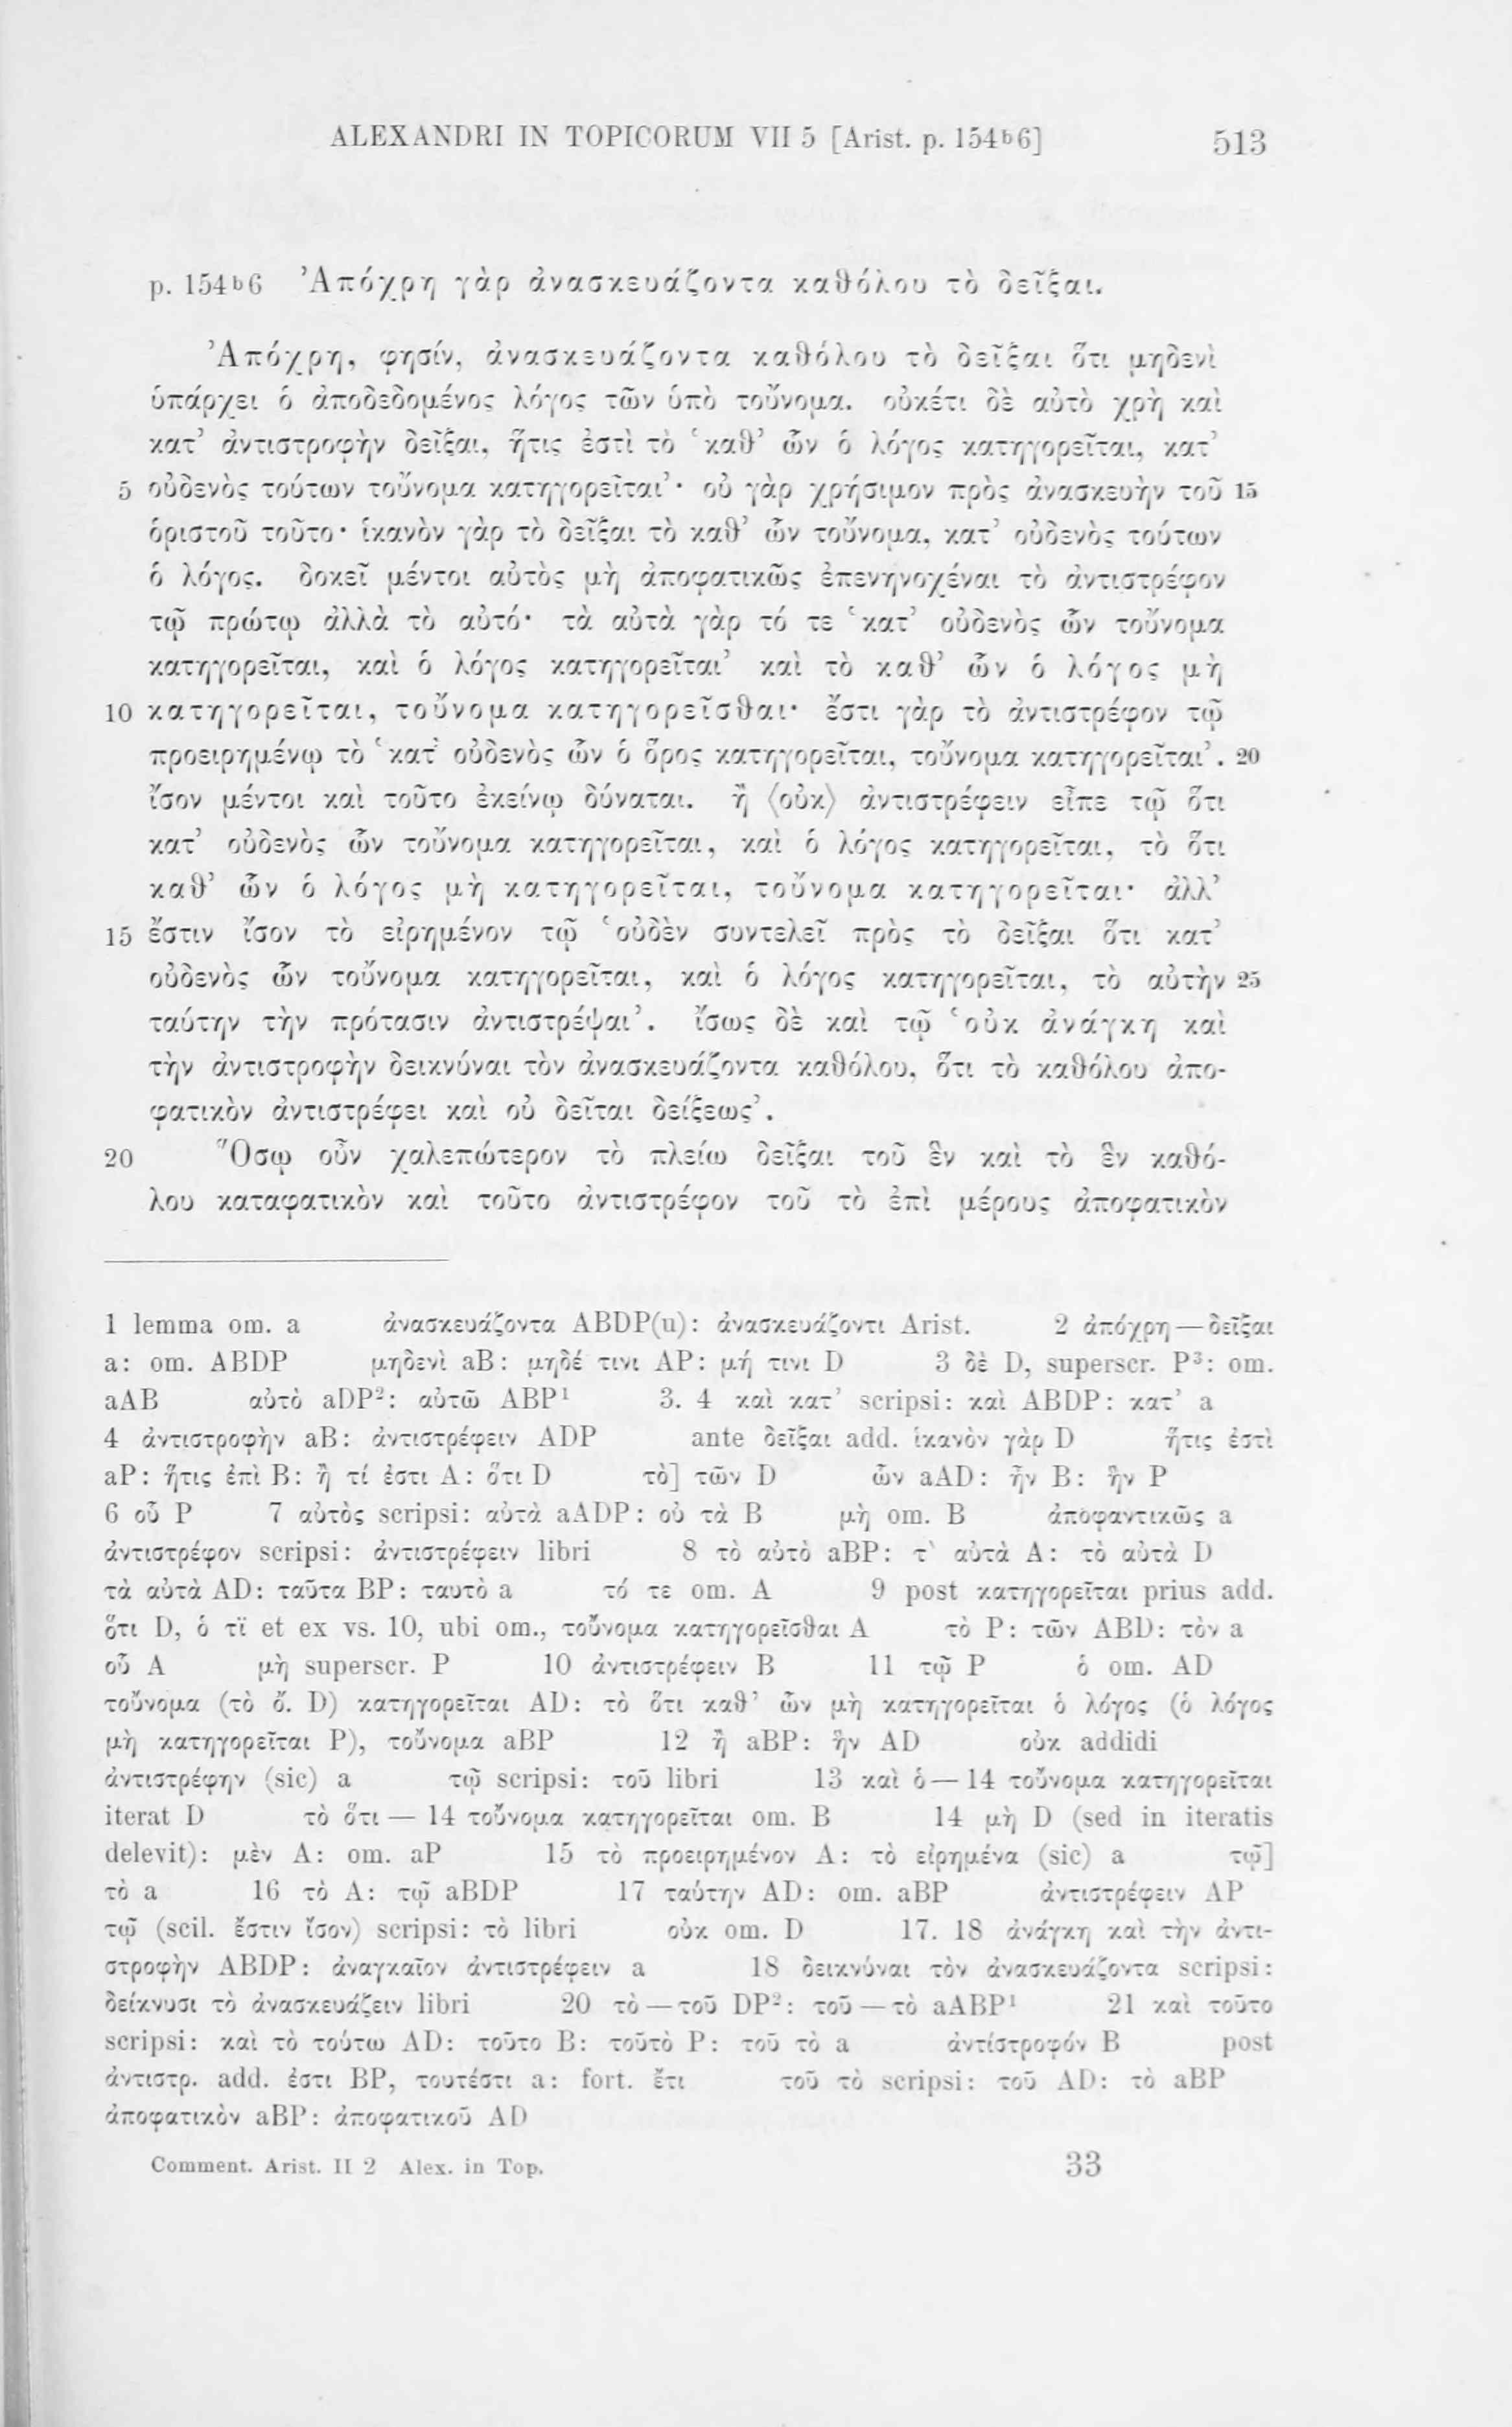 ALEXANDRI IN TOPICORUM VII 5 [Arist. p. 154ᵇ6] 513
p. 154ᵇ6 Ἀπόχρη γὰρ ἀνασκευάζοντα καθόλου τὸ δεῖξαι.
Ἀπόχρη, φησίν, ἀνασκευάζοντα καθόλου τὸ δεῖξαι ὅτι μηδενὶ
ὑπάρχει ὁ ἀποδεδομένος λόγος τῶν ὑπὸ τοὔνομα. οὐκέτι δὲ αὐτὸ χρὴ καὶ
κατ’ ἀντιστροφὴν δεῖξαι, ἥτις ἐστὶ τὸ ‘καθ’ ὧν ὁ λόγος κατηγορεῖται, κατ’
5 οὐδενὸς τούτων τοὔνομα κατηγορεῖται’· οὐ γὰρ χρήσιμον πρὸς ἀνασκευὴν τοῦ 15
ὁριστοῦ τοῦτο· ἱκανὸν γὰρ τὸ δεῖξαι τὸ καθ’ ὧν τοὔνομα, κατ’ οὐδενὸς τούτων
ὁ λόγος. δοκεῖ μέντοι αὐτὸς μὴ ἀποφατικῶς ἐπενηνοχέναι τὸ ἀντιστρέφον
τῷ πρώτῳ ἀλλὰ τὸ αὐτό· τὰ αὐτὰ γὰρ τό τε ‘κατ’ οὐδενὸς ὧν τοὔνομα
κατηγορεῖται, καὶ ὁ λόγος κατηγορεῖται’ καὶ τὸ καθ’ ὧν ὁ λόγος μὴ
10 κατηγορεῖται, τοὔνομα κατηγορεῖσθαι· ἔστι γὰρ τὸ ἀντιστρέφον τῷ
προειρημένῳ τὸ ‘κατ’ οὐδενὸς ὧν ὁ ὅρος κατηγορεῖται, τοὔνομα κατηγορεῖται’. 20
ἴσον μέντοι καὶ τοῦτο ἐκείνῳ δύναται. ἢ ⟨οὐκ⟩ ἀντιστρέφειν εἶπε τῷ ὅτι
κατ’ οὐδενὸς ὧν τοὔνομα κατηγορεῖται, καὶ ὁ λόγος κατηγορεῖται, τὸ ὅτι
καθ’ ὧν ὁ λόγος μὴ κατηγορεῖται, τοὔνομα κατηγορεῖται· ἀλλ’
15 ἔστιν ἴσον τὸ εἰρημένον τῷ ‘οὐδὲν συντελεῖ πρὸς τὸ δεῖξαι ὅτι κατ’
οὐδενὸς ὧν τοὔνομα κατηγορεῖται, καὶ ὁ λόγος κατηγορεῖται, τὸ αὐτὴν 25
ταύτην τὴν πρότασιν ἀντιστρέψαι’. ἴσως δὲ καὶ τῷ ‘οὐκ ἀνάγκη καὶ
τὴν ἀντιστροφὴν δεικνύναι τὸν ἀνασκευάζοντα καθόλου, ὅτι τὸ καθόλου ἀπο-
φατικὸν ἀντιστρέφει καὶ οὐ δεῖται δείξεως’.
20 Ὅσῳ οὖν χαλεπώτερον τὸ πλείω δεῖξαι τοῦ ἓν καὶ τὸ ἓν καθό-
λου καταφατικὸν καὶ τοῦτο ἀντιστρέφον τοῦ τὸ ἐπὶ μέρους ἀποφατικὸν
1 lemma om. a ἀνασκευάζοντα ABDP(u): ἀνασκευάζοντι Arist. 2 ἀπόχρη — δεῖξαι
a: om. ABDP μηδενὶ aB: μηδέ τινι AP: μή τινι D 3 δὲ D, superscr. P³: om.
aAB αὐτὸ aDP²: αὐτῶ ABP¹ 3. 4 καὶ κατ’ scripsi: καὶ ABDP: κατ’ a
4 ἀντιστροφὴν aB: ἀντιστρέφειν ADP ante δεῖξαι add. ἱκανὸν γὰρ D ἥτις ἐστὶ
aP: ἥτις ἐπὶ B: ἢ τί ἐστι A: ὅτι D τὸ] τῶν D ὧν aAD: ἦν B: ἣν P
6 οὗ P 7 αὐτὸς scripsi: αὐτὰ aADP: οὐ τὰ B μὴ om. B ἀποφαντικῶς a
ἀντιστρέφον scripsi: ἀντιστρέφειν libri 8 τὸ αὐτὸ aBP: τ` αὐτὰ A: τὸ αὐτὰ D
τὰ αὐτὰ AD: ταῦτα BP: ταυτὸ a τό τε om. A 9 post κατηγορεῖται prius add.
ὅτι D, ὁ τῒ et ex vs. 10, ubi om., τοὔνομα κατηγορεῖσθαι A τὸ P: τῶν ABD: τὸν a
οὗ A μὴ superscr. P 10 ἀντιστρέφειν B 11 τῷ P ὁ om. AD
τοὔνομα (τὸ ὄ. D) κατηγορεῖται AD: τὸ ὅτι καθ’ ὧν μὴ κατηγορεῖται ὁ λόγος (ὁ λόγος
μὴ κατηγορεῖται P), τοὔνομα aBP 12 ἢ aBP: ἣν AD οὐκ addidi
ἀντιστρέφην (sic) a τῷ scripsi: τοῦ libri 13 καὶ ὁ — 14 τοὔνομα κατηγορεῖται
iterat D τὸ ὅτι — 14 τοὔνομα κατηγορεῖται om. B 14 μὴ D (sed in iteratis
delevit): μὲν A: om. aP 15 τὸ προειρημένον A: τὸ εἰρημένα (sic) a τῷ]
τὸ a 16 τὸ A: τῷ aBDP 17 ταύτην AD: om. aBP ἀντιστρέφειν AP
τῷ (scil. ἔστιν ἴσον) scripsi: τὸ libri οὐκ om. D 17. 18 ἀνάγκη καὶ τὴν ἀντι-
στροφὴν ABDP: ἀναγκαῖον ἀντιστρέφειν a 18 δεικνύναι τὸν ἀνασκευάζοντα scripsi:
δείκνυσι τὸ ἀνασκευάζειν libri 20 τὸ — τοῦ DP²: τοῦ — τὸ aABP¹ 21 καὶ τοῦτο
scripsi: καὶ τὸ τούτω AD: τοῦτο B: τοῦτὸ P: τοῦ τὸ a ἀντίστροφόν B post
ἀντιστρ. add. ἐστι BP, τουτέστι a: fort. ἔτι τοῦ τὸ scripsi: τοῦ AD: τὸ aBP
ἀποφατικὸν aBP: ἀποφατικοῦ AD
Comment. Arist. II 2 Alex. in Top. 33